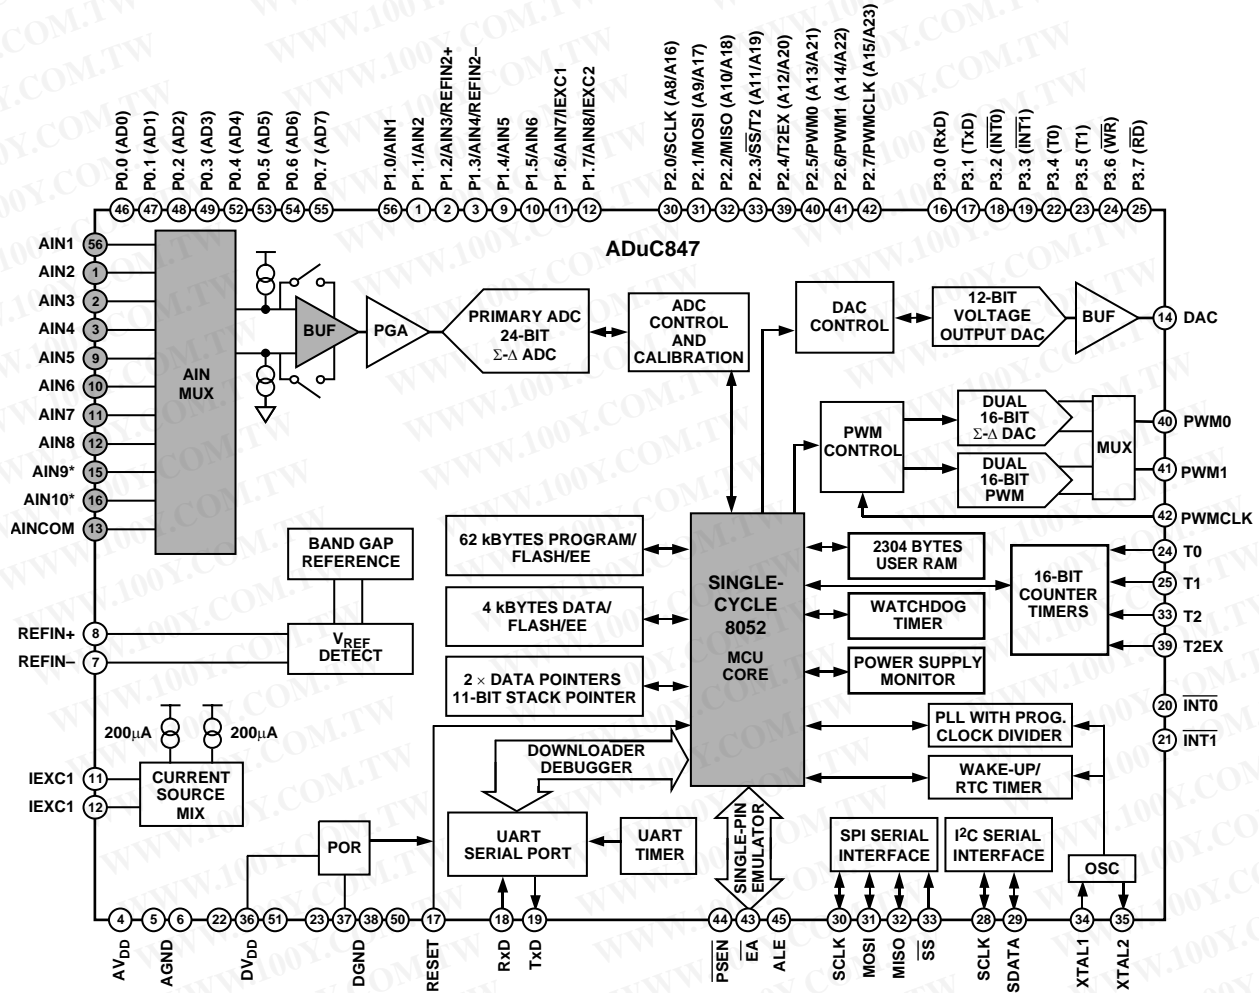 P0.0 (AD0)
P0.1 (AD1)
P0.2 (AD2)
P0.3 (AD3)
P0.4 (AD4)
P0.5 (AD5)
P0.6 (AD6)
P0.7 (AD7)
P1.0/AIN1
P1.1/AIN2
P1.2/AIN3/REFIN2+
P1.3/AIN4/REFIN2–
P1.4/AIN5
P1.5/AIN6
P1.6/AIN7/IEXC1
P1.7/AIN8/IEXC2
P2.0/SCLK (A8/A16)
P2.1/MOSI (A9/A17)
P2.2/MISO (A10/A18)
P2.3/SS/T2 (A11/A19)
P2.4/T2EX (A12/A20)
P2.5/PWM0 (A13/A21)
P2.6/PWM1 (A14/A22)
P2.7/PWMCLK (A15/A23)
P3.0 (RxD)
P3.1 (TxD)
P3.2 (INT0)
P3.3 (INT1)
P3.4 (T0)
P3.5 (T1)
P3.6 (WR)
P3.7 (RD)
46 47 48 49 52 53 54 55 56 1 2 3 9 10 11 12 30 31 32 33 39 40 41 42 16 17 18 19 22 23 24 25
ADuC847
AIN1 56
AIN2 1
AIN3 2
AIN4 3
AIN5 9
AIN6 10
AIN7 11
AIN8 12
AIN9* 15
AIN10* 16
AINCOM 13
AIN
MUX
BUF
PGA
PRIMARY ADC
24-BIT
Σ-Δ ADC
ADC
CONTROL
AND
CALIBRATION
DAC
CONTROL
12-BIT
VOLTAGE
OUTPUT DAC
BUF
14 DAC
PWM
CONTROL
DUAL
16-BIT
Σ-Δ DAC
DUAL
16-BIT
PWM
MUX
40 PWM0
41 PWM1
42 PWMCLK
BAND GAP
REFERENCE
VREF
DETECT
REFIN+ 8
REFIN– 7
62 kBYTES PROGRAM/
FLASH/EE
4 kBYTES DATA/
FLASH/EE
2 × DATA POINTERS
11-BIT STACK POINTER
SINGLE-
CYCLE
8052
MCU
CORE
2304 BYTES
USER RAM
WATCHDOG
TIMER
POWER SUPPLY
MONITOR
16-BIT
COUNTER
TIMERS
24 T0
25 T1
33 T2
39 T2EX
20 INT0
21 INT1
PLL WITH PROG.
CLOCK DIVIDER
WAKE-UP/
RTC TIMER
200μA
200μA
IEXC1 11
IEXC1 12
CURRENT
SOURCE
MIX
DOWNLOADER
DEBUGGER
POR
UART
SERIAL PORT
UART
TIMER
SINGLE-PIN
EMULATOR
SPI SERIAL
INTERFACE
I2C SERIAL
INTERFACE
OSC
4 5 6 22 36 51 23 37 38 50 17 18 19 44 43 45 30 31 32 33 28 29 34 35
AVDD
AGND
DVDD
DGND
RESET
RxD
TxD
PSEN
EA
ALE
SCLK
MOSI
MISO
SS
SCLK
SDATA
XTAL1
XTAL2
WWW.100Y.COM.TW